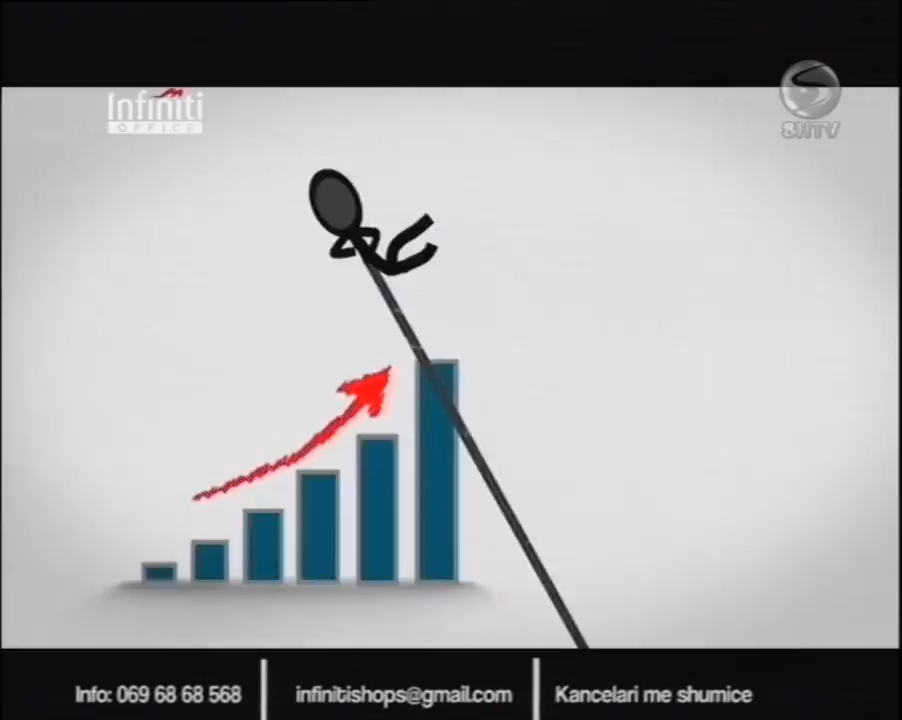 Infiniti
OFFICE
SHTV
Info: 069 68 68 568
infinitishops@gmail.com
Kancelari me shumice